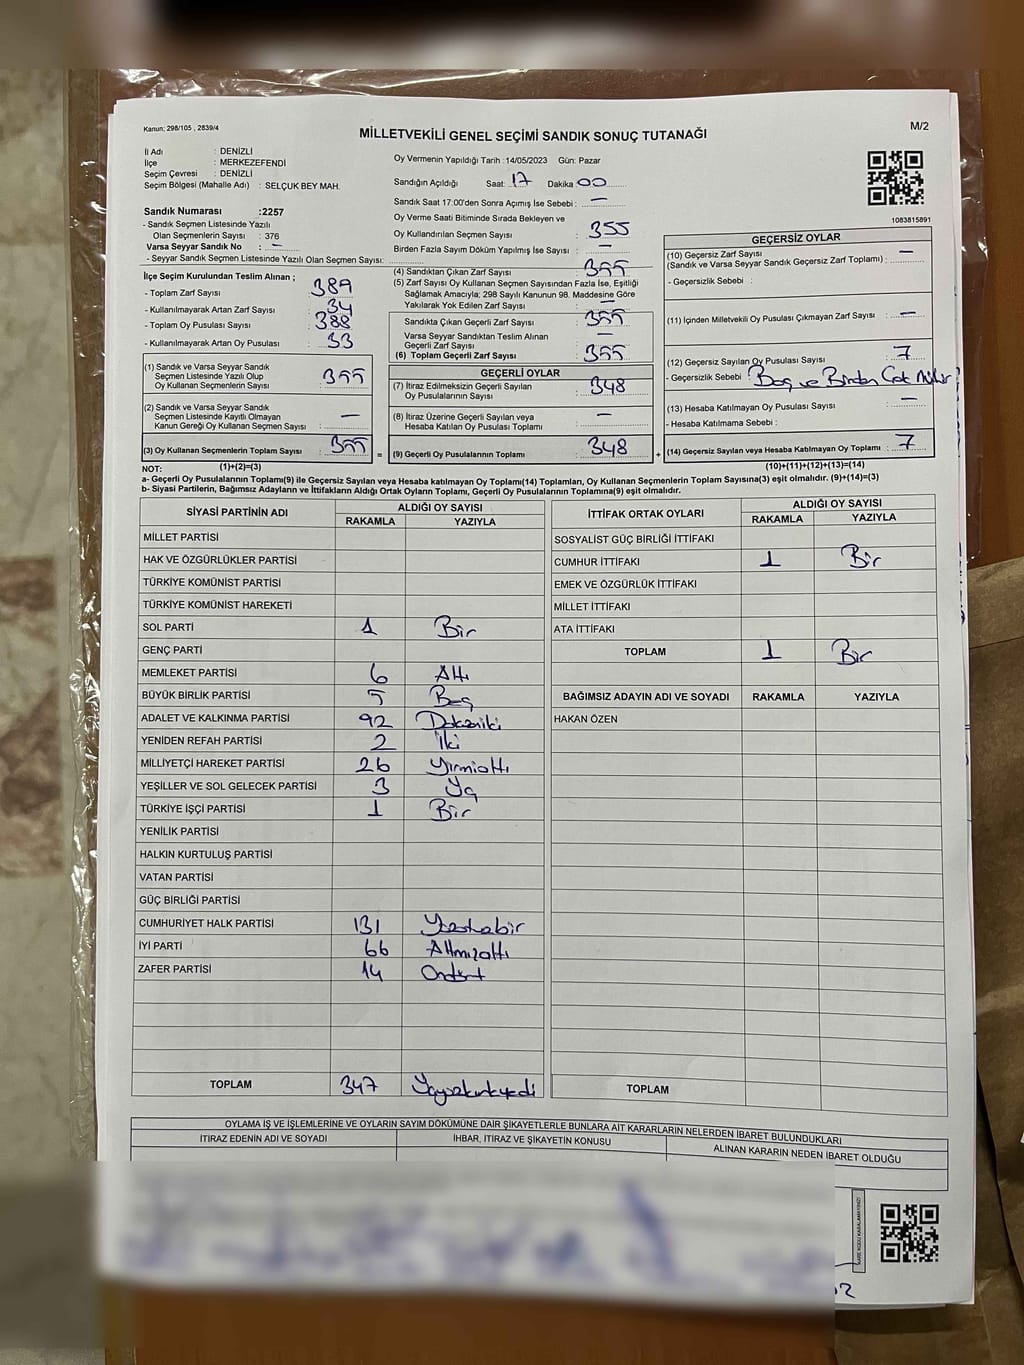 Kanun; 298/105 , 2839/4
MİLLETVEKİLİ GENEL SEÇİMİ SANDIK SONUÇ TUTANAĞI
M/2
İl Adı : DENİZLİ
İlçe : MERKEZEFENDİ
Seçim Çevresi : DENİZLİ
Seçim Bölgesi (Mahalle Adı) : SELÇUK BEY MAH.
Oy Vermenin Yapıldığı Tarih :14/05/2023 Gün: Pazar
Sandığın Açıldığı Saat: 17 Dakika 00
Sandık Saat 17:00'den Sonra Açımış İse Sebebi : —
Oy Verme Saati Bitiminde Sırada Bekleyen ve
Oy Kullandırılan Seçmen Sayısı : 355
Birden Fazla Sayım Döküm Yapılmış İse Sayısı : —
1083815891
Sandık Numarası :2257
- Sandık Seçmen Listesinde Yazılı
Olan Seçmenlerin Sayısı : 376
Varsa Seyyar Sandık No : —
- Seyyar Sandık Seçmen Listesinde Yazılı Olan Seçmen Sayısı:
İlçe Seçim Kurulundan Teslim Alınan ;
- Toplam Zarf Sayısı : 389
- Kullanılmayarak Artan Zarf Sayısı : 34
- Toplam Oy Pusulası Sayısı : 388
- Kullanılmayarak Artan Oy Pusulası : 33
(1) Sandık ve Varsa Seyyar Sandık
Seçmen Listesinde Yazılı Olup
Oy Kullanan Seçmenlerin Sayısı : 355
(2) Sandık ve Varsa Seyyar Sandık
Seçmen Listesinde Kayıtlı Olmayan
Kanun Gereği Oy Kullanan Seçmen Sayısı : —
(3) Oy Kullanan Seçmenlerin Toplam Sayısı : 355 =
(1)+(2)=(3)
(4) Sandıktan Çıkan Zarf Sayısı : 355
(5) Zarf Sayısı Oy Kullanan Seçmen Sayısından Fazla İse, Eşitliği
Sağlamak Amacıyla; 298 Sayılı Kanunun 98. Maddesine Göre
Yakılarak Yok Edilen Zarf Sayısı : —
Sandıkta Çıkan Geçerli Zarf Sayısı : 355
Varsa Seyyar Sandıktan Teslim Alınan
Geçerli Zarf Sayısı : —
(6) Toplam Geçerli Zarf Sayısı : 355
GEÇERLİ OYLAR
(7) İtiraz Edilmeksizin Geçerli Sayılan
Oy Pusulalarının Sayısı : 348
(8) İtiraz Üzerine Geçerli Sayılan veya
Hesaba Katılan Oy Pusulası Toplamı : —
(9) Geçerli Oy Pusulalarının Toplamı : 348 +
GEÇERSİZ OYLAR
(10) Geçersiz Zarf Sayısı
(Sandık ve Varsa Seyyar Sandık Geçersiz Zarf Toplamı) : —
- Geçersizlik Sebebi :
(11) İçinden Milletvekili Oy Pusulası Çıkmayan Zarf Sayısı : —
(12) Geçersiz Sayılan Oy Pusulası Sayısı : 7
- Geçersizlik Sebebi : Boş ve Birden Çok Mühür
(13) Hesaba Katılmayan Oy Pusulası Sayısı : —
- Hesaba Katılmama Sebebi :
(14) Geçersiz Sayılan veya Hesaba Katılmayan Oy Toplamı : 7
(10)+(11)+(12)+(13)=(14)
NOT:
a- Geçerli Oy Pusulalarının Toplamı(9) ile Geçersiz Sayılan veya Hesaba Katılmayan Oy Toplamı(14) Toplamları, Oy Kullanan Seçmenlerin Toplam Sayısına(3) eşit olmalıdır. (9)+(14)=(3)
b- Siyasi Partilerin, Bağımsız Adayların ve İttifakların Aldığı Ortak Oyların Toplamı, Geçerli Oy Pusulalarının Toplamına(9) eşit olmalıdır.
SİYASİ PARTİNİN ADI ALDIĞI OY SAYISI
RAKAMLA YAZIYLA
MİLLET PARTİSİ
HAK VE ÖZGÜRLÜKLER PARTİSİ
TÜRKİYE KOMÜNİST PARTİSİ
TÜRKİYE KOMÜNİST HAREKETİ
SOL PARTİ 1 Bir
GENÇ PARTİ
MEMLEKET PARTİSİ 6 Altı
BÜYÜK BİRLİK PARTİSİ 5 Beş
ADALET VE KALKINMA PARTİSİ 92 Doksaniki
YENİDEN REFAH PARTİSİ 2 İki
MİLLİYETÇİ HAREKET PARTİSİ 26 Yirmialtı
YEŞİLLER VE SOL GELECEK PARTİSİ 3 Üç
TÜRKİYE İŞÇİ PARTİSİ 1 Bir
YENİLİK PARTİSİ
HALKIN KURTULUŞ PARTİSİ
VATAN PARTİSİ
GÜÇ BİRLİĞİ PARTİSİ
CUMHURİYET HALK PARTİSİ 131 Yüzotuzbir
İYİ PARTİ 66 Altmışaltı
ZAFER PARTİSİ 14 Ondört
TOPLAM 347 Üçyüzkırkyedi
İTTİFAK ORTAK OYLARI ALDIĞI OY SAYISI
RAKAMLA YAZIYLA
SOSYALİST GÜÇ BİRLİĞİ İTTİFAKI
CUMHUR İTTİFAKI 1 Bir
EMEK VE ÖZGÜRLÜK İTTİFAKI
MİLLET İTTİFAKI
ATA İTTİFAKI
TOPLAM 1 Bir
BAĞIMSIZ ADAYIN ADI VE SOYADI RAKAMLA YAZIYLA
HAKAN ÖZEN
TOPLAM
OYLAMA İŞ VE İŞLEMLERİNE VE OYLARIN SAYIM DÖKÜMÜNE DAİR ŞİKAYETLERLE BUNLARA AİT KARARLARIN NELERDEN İBARET BULUNDUKLARI
İTİRAZ EDENİN ADI VE SOYADI İHBAR, İTİRAZ VE ŞİKAYETİN KONUSU ALINAN KARARIN NEDEN İBARET OLDUĞU